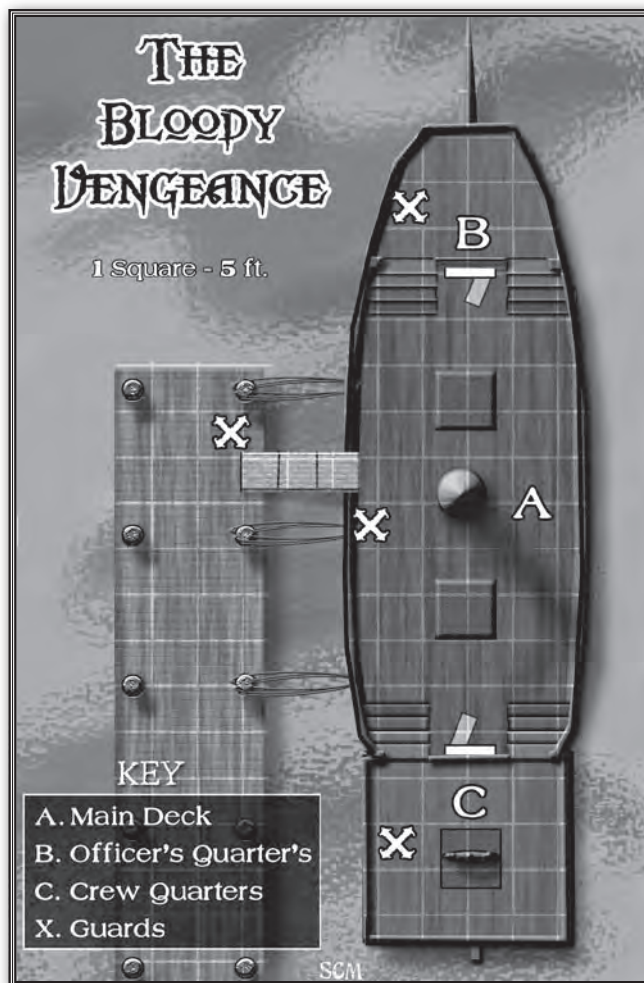 The
Bloody
Vengeance
1 Square - 5 ft.
B
A
C
KEY
A. Main Deck
B. Officer's Quarter's
C. Crew Quarters
X. Guards
SCM